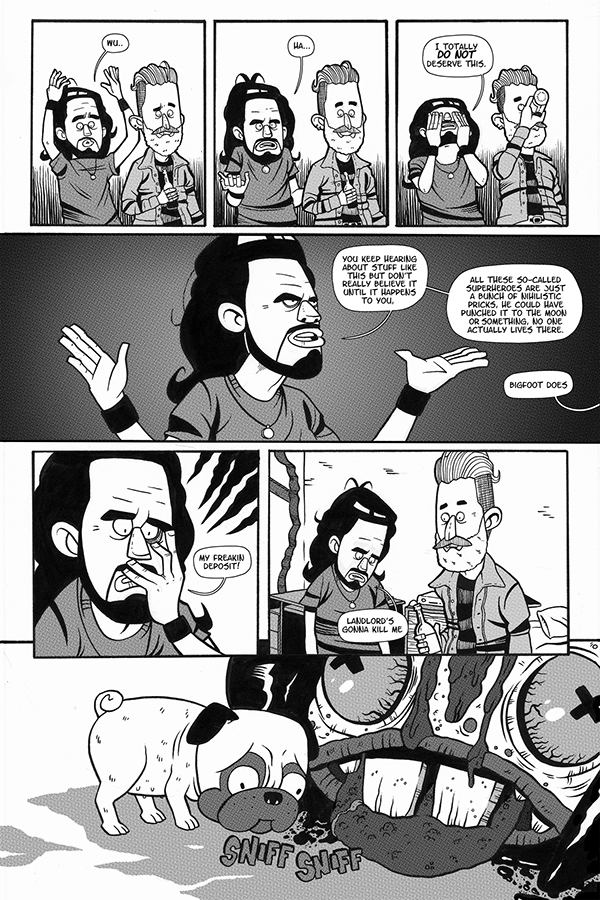 WU..
HA...
I TOTALLY
DO NOT
DESERVE THIS.
YOU KEEP HEARING
ABOUT STUFF LIKE
THIS BUT DON'T
REALLY BELIEVE IT
UNTIL IT HAPPENS
TO YOU,
ALL THESE SO-CALLED
SUPERHEROES ARE JUST
A BUNCH OF NIHILISTIC
PRICKS, HE COULD HAVE
PUNCHED IT TO THE MOON
OR SOMETHING, NO ONE
ACTUALLY LIVES THERE.
BIGFOOT DOES
MY FREAKIN
DEPOSIT!
LANDLORD'S
GONNA KILL ME
SNIFF SNIFF